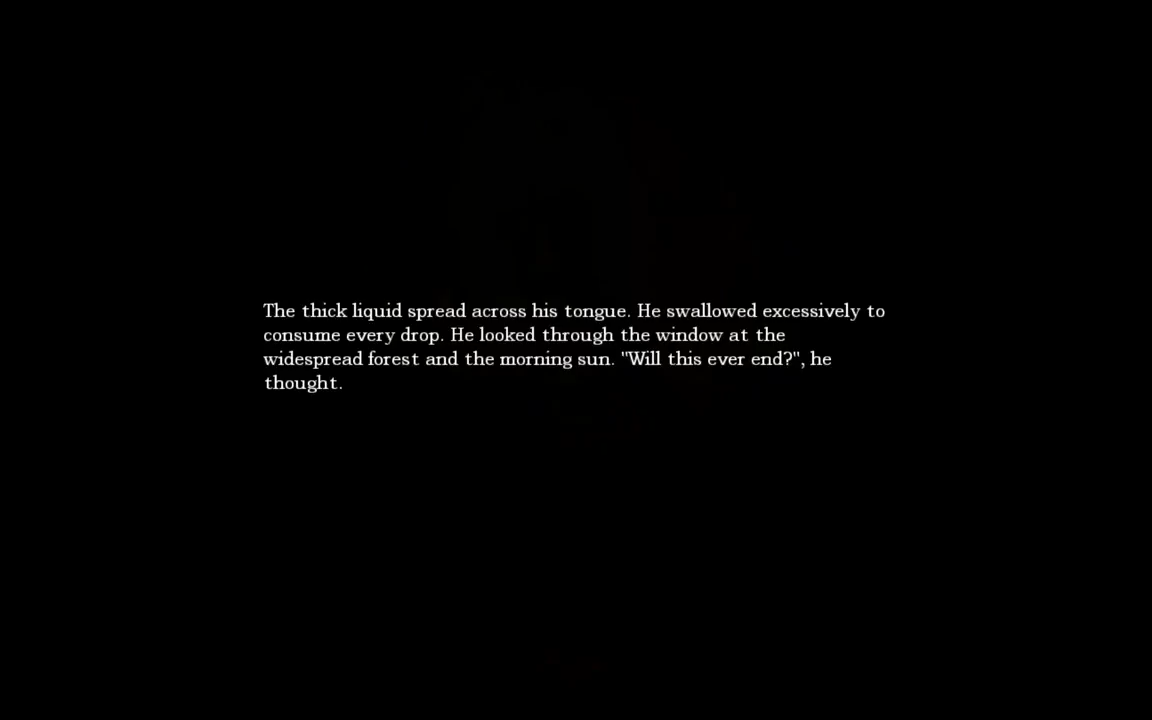 The thick liquid spread across his tongue. He swallowed excessively to
consume every drop. He looked through the window at the
widespread forest and the morning sun. "Will this ever end?", he
thought.